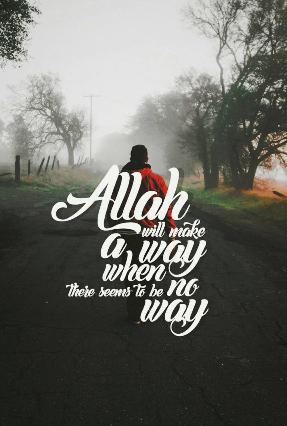 Allah
will make
a way
when no
there seems to be
way